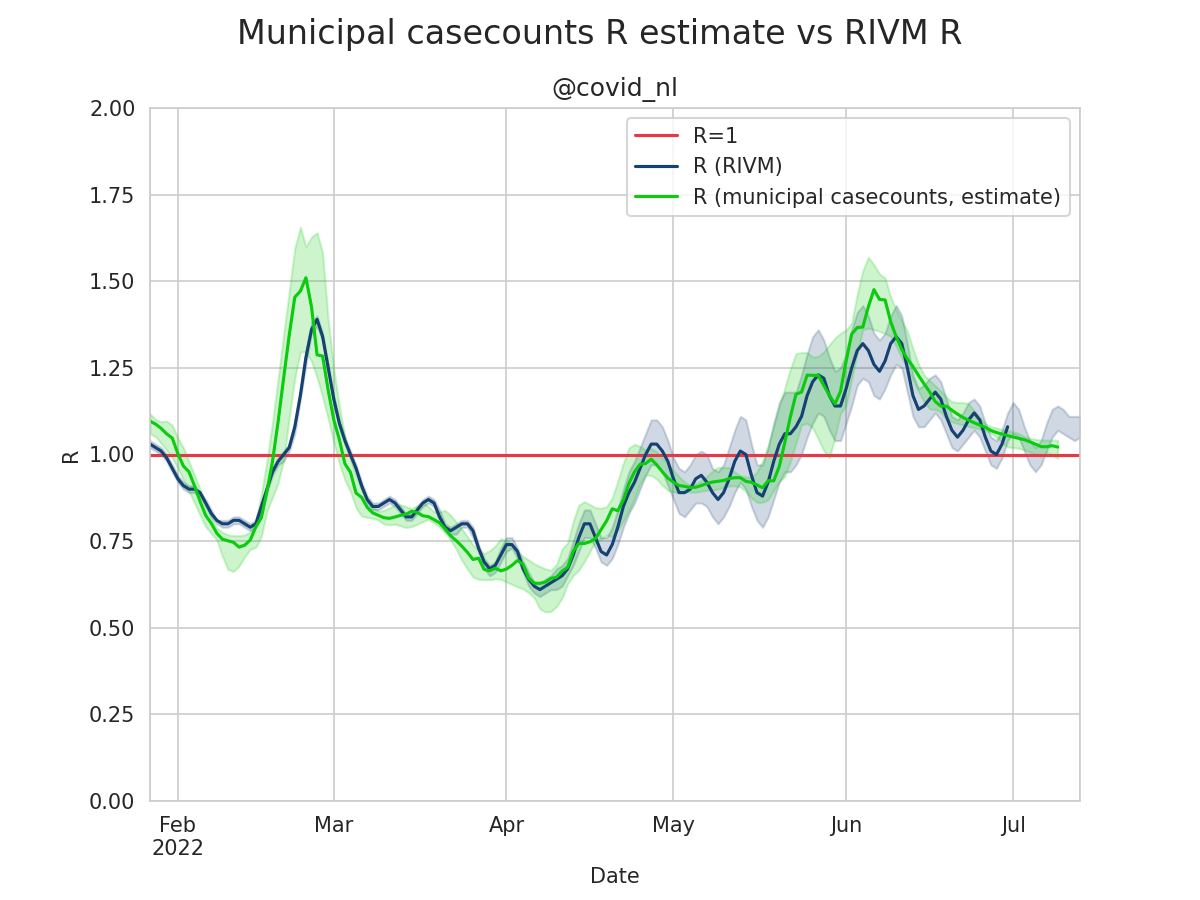 Municipal casecounts R estimate vs RIVM R
@covid_nl
R=1
R (RIVM)
R (municipal casecounts, estimate)
2.00
1.75
1.50
1.25
1.00
0.75
0.50
0.25
0.00
R
Feb Mar Apr May Jun Jul
2022
Date